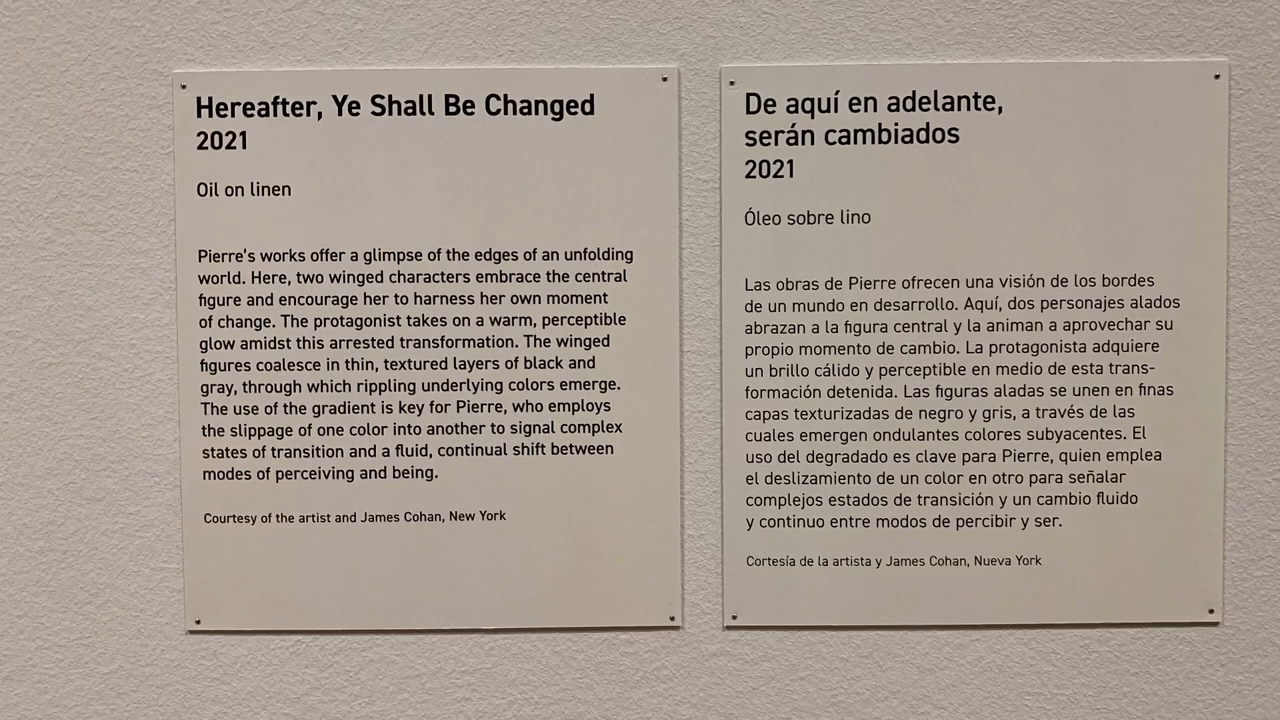 Hereafter, Ye Shall Be Changed
2021
Oil on linen
Pierre's works offer a glimpse of the edges of an unfolding
world. Here, two winged characters embrace the central
figure and encourage her to harness her own moment
of change. The protagonist takes on a warm, perceptible
glow amidst this arrested transformation. The winged
figures coalesce in thin, textured layers of black and
gray, through which rippling underlying colors emerge.
The use of the gradient is key for Pierre, who employs
the slippage of one color into another to signal complex
states of transition and a fluid, continual shift between
modes of perceiving and being.
Courtesy of the artist and James Cohan, New York
De aquí en adelante,
serán cambiados
2021
Óleo sobre lino
Las obras de Pierre ofrecen una visión de los bordes
de un mundo en desarrollo. Aquí, dos personajes alados
abrazan a la figura central y la animan a aprovechar su
propio momento de cambio. La protagonista adquiere
un brillo cálido y perceptible en medio de esta trans-
formación detenida. Las figuras aladas se unen en finas
capas texturizadas de negro y gris, a través de las
cuales emergen ondulantes colores subyacentes. El
uso del degradado es clave para Pierre, quien emplea
el deslizamiento de un color en otro para señalar
complejos estados de transición y un cambio fluido
y continuo entre modos de percibir y ser.
Cortesía de la artista y James Cohan, Nueva York